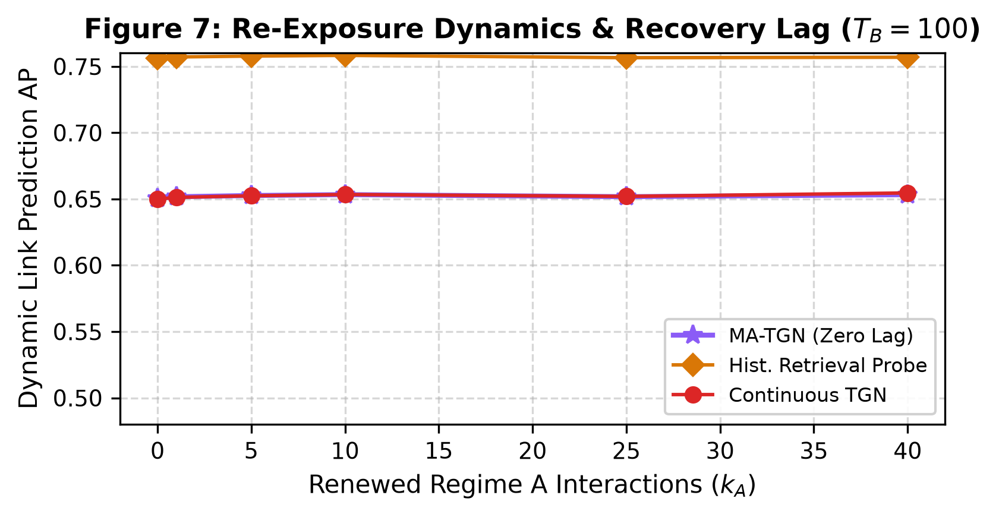 Figure 7: Re-Exposure Dynamics & Recovery Lag (T_B = 100)
Dynamic Link Prediction AP
0.75
0.70
0.65
0.60
0.55
0.50
MA-TGN (Zero Lag)
Hist. Retrieval Probe
Continuous TGN
0 5 10 15 20 25 30 35 40
Renewed Regime A Interactions (k_A)